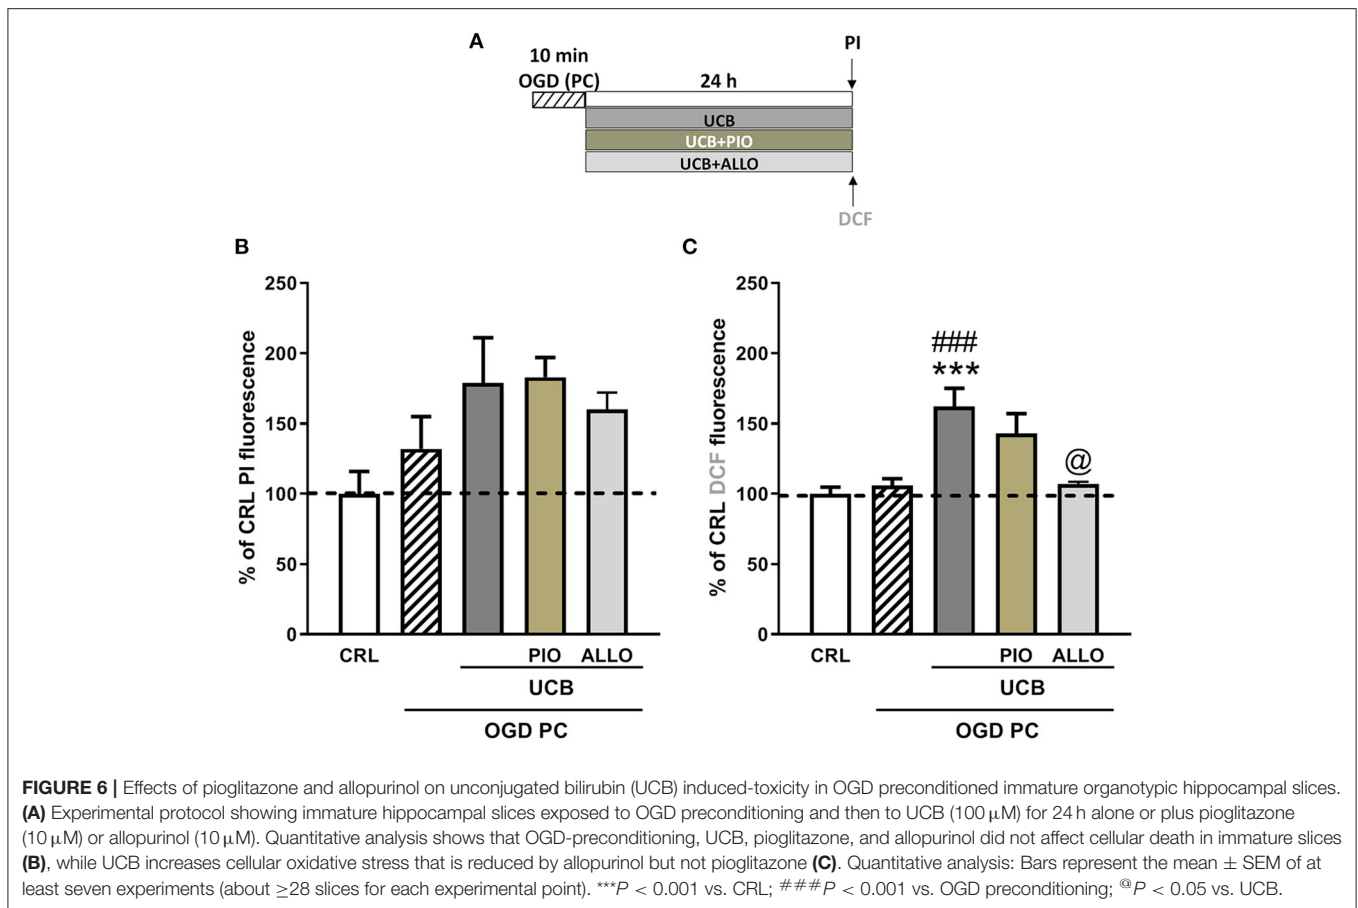 A
PI
10 min
OGD (PC)
24 h
UCB
UCB+PIO
UCB+ALLO
DCF
B
% of CRL PI fluorescence
250
200
150
100
50
0
CRL
PIO
ALLO
UCB
OGD PC
C
% of CRL DCF fluorescence
250
200
150
100
50
0
###
***
@
CRL
PIO
ALLO
UCB
OGD PC
FIGURE 6 | Effects of pioglitazone and allopurinol on unconjugated bilirubin (UCB) induced-toxicity in OGD preconditioned immature organotypic hippocampal slices.
(A) Experimental protocol showing immature hippocampal slices exposed to OGD preconditioning and then to UCB (100 μM) for 24 h alone or plus pioglitazone
(10 μM) or allopurinol (10 μM). Quantitative analysis shows that OGD-preconditioning, UCB, pioglitazone, and allopurinol did not affect cellular death in immature slices
(B), while UCB increases cellular oxidative stress that is reduced by allopurinol but not pioglitazone (C). Quantitative analysis: Bars represent the mean ± SEM of at
least seven experiments (about ≥28 slices for each experimental point). ***P < 0.001 vs. CRL; ###P < 0.001 vs. OGD preconditioning; @P < 0.05 vs. UCB.